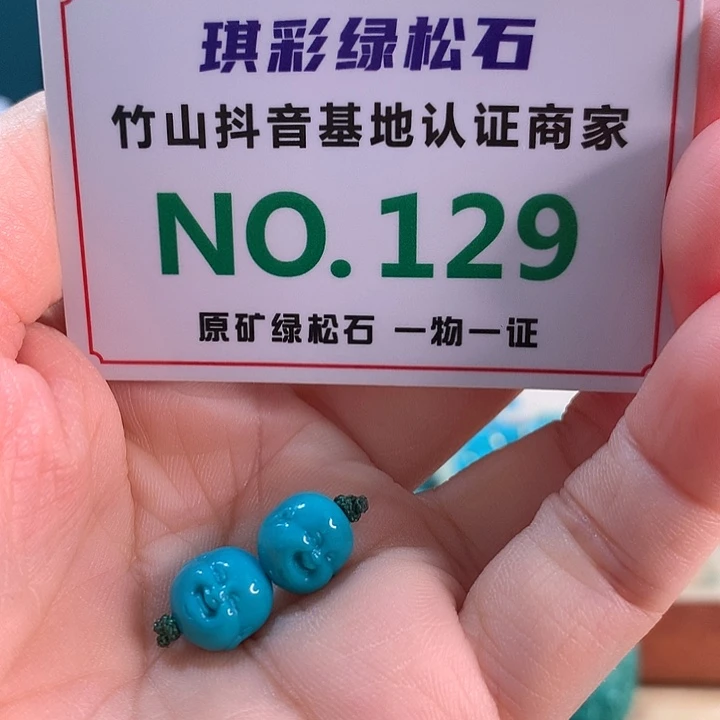 琪彩绿松石
竹山抖音基地认证商家
NO.129
原矿绿松石 一物一证